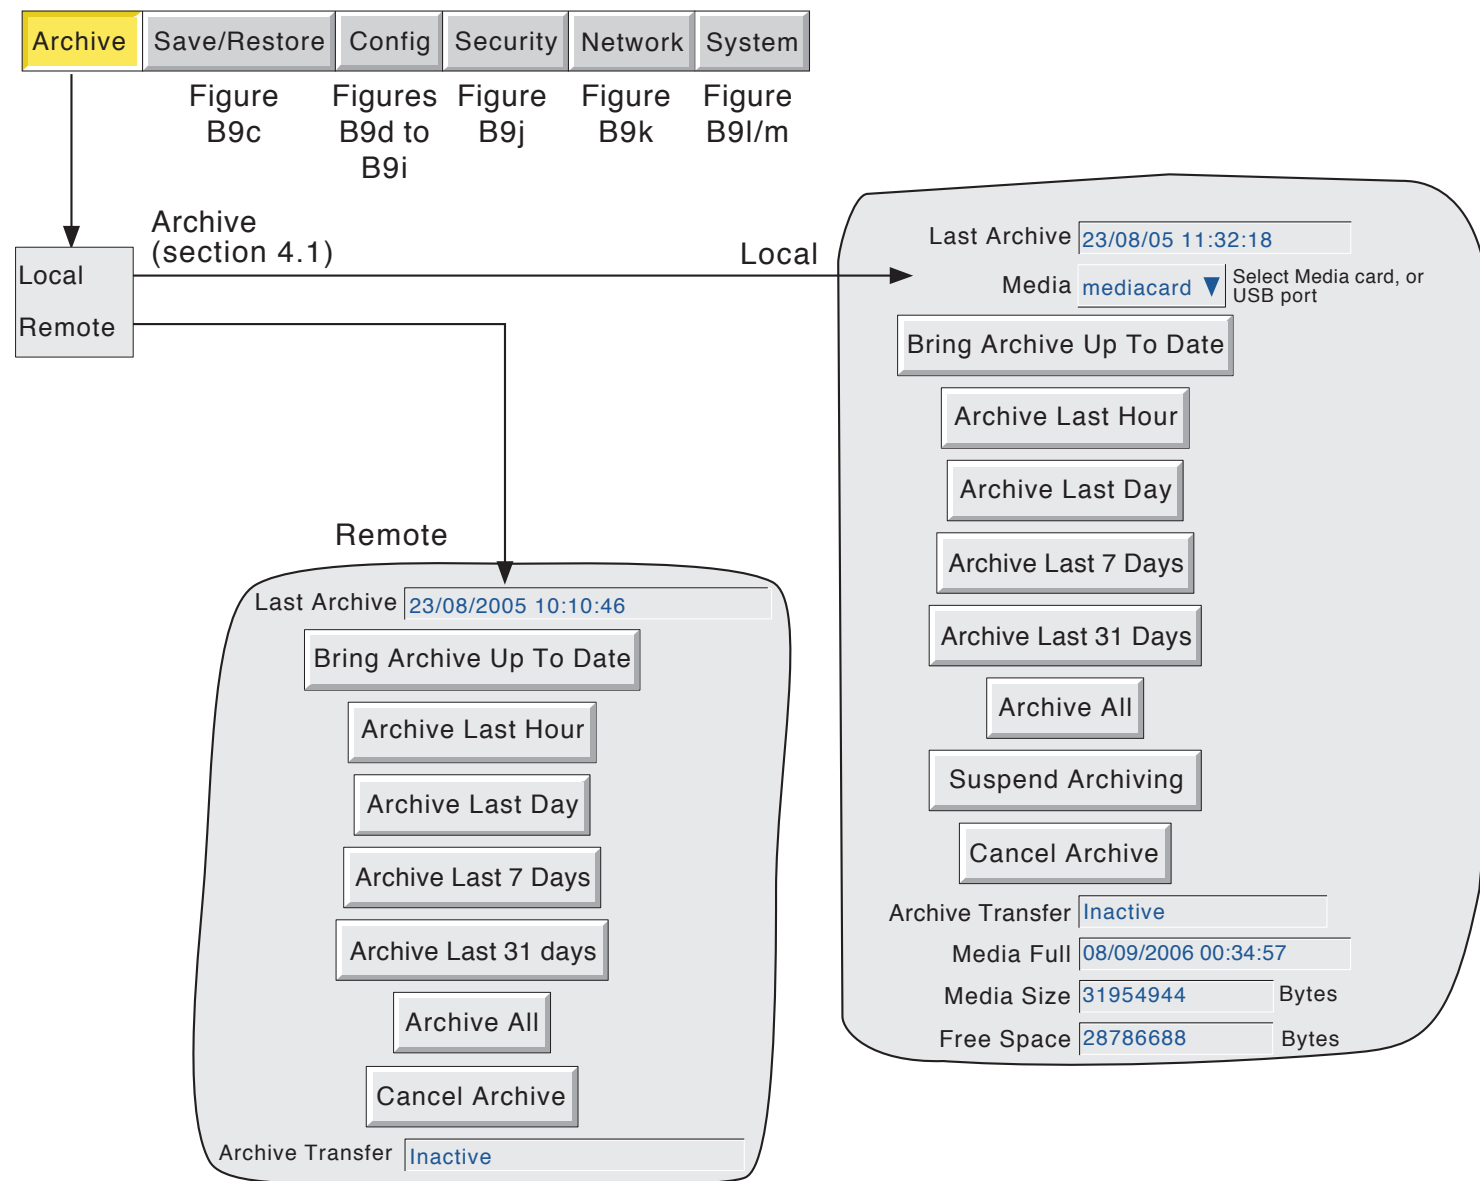 Archive Save/Restore Config Security Network System
Figure B9c
Figures B9d to B9i
Figure B9j
Figure B9k
Figure B9l/m
Archive (section 4.1)
Local
Remote
Local
Last Archive 23/08/05 11:32:18
Media mediacard Select Media card, or USB port
Bring Archive Up To Date
Archive Last Hour
Archive Last Day
Archive Last 7 Days
Archive Last 31 Days
Archive All
Suspend Archiving
Cancel Archive
Archive Transfer Inactive
Media Full 08/09/2006 00:34:57
Media Size 31954944 Bytes
Free Space 28786688 Bytes
Remote
Last Archive 23/08/2005 10:10:46
Bring Archive Up To Date
Archive Last Hour
Archive Last Day
Archive Last 7 Days
Archive Last 31 days
Archive All
Cancel Archive
Archive Transfer Inactive